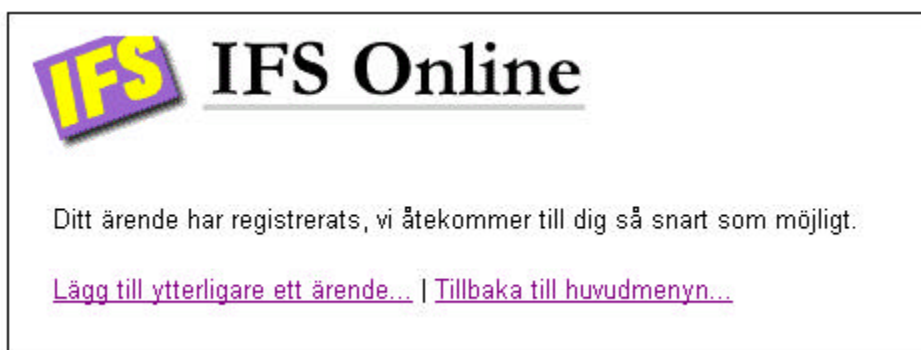 IFS
IFS Online
Ditt ärende har registrerats, vi åtekommer till dig så snart som möjligt.
Lägg till ytterligare ett ärende... | Tillbaka till huvudmenyn...